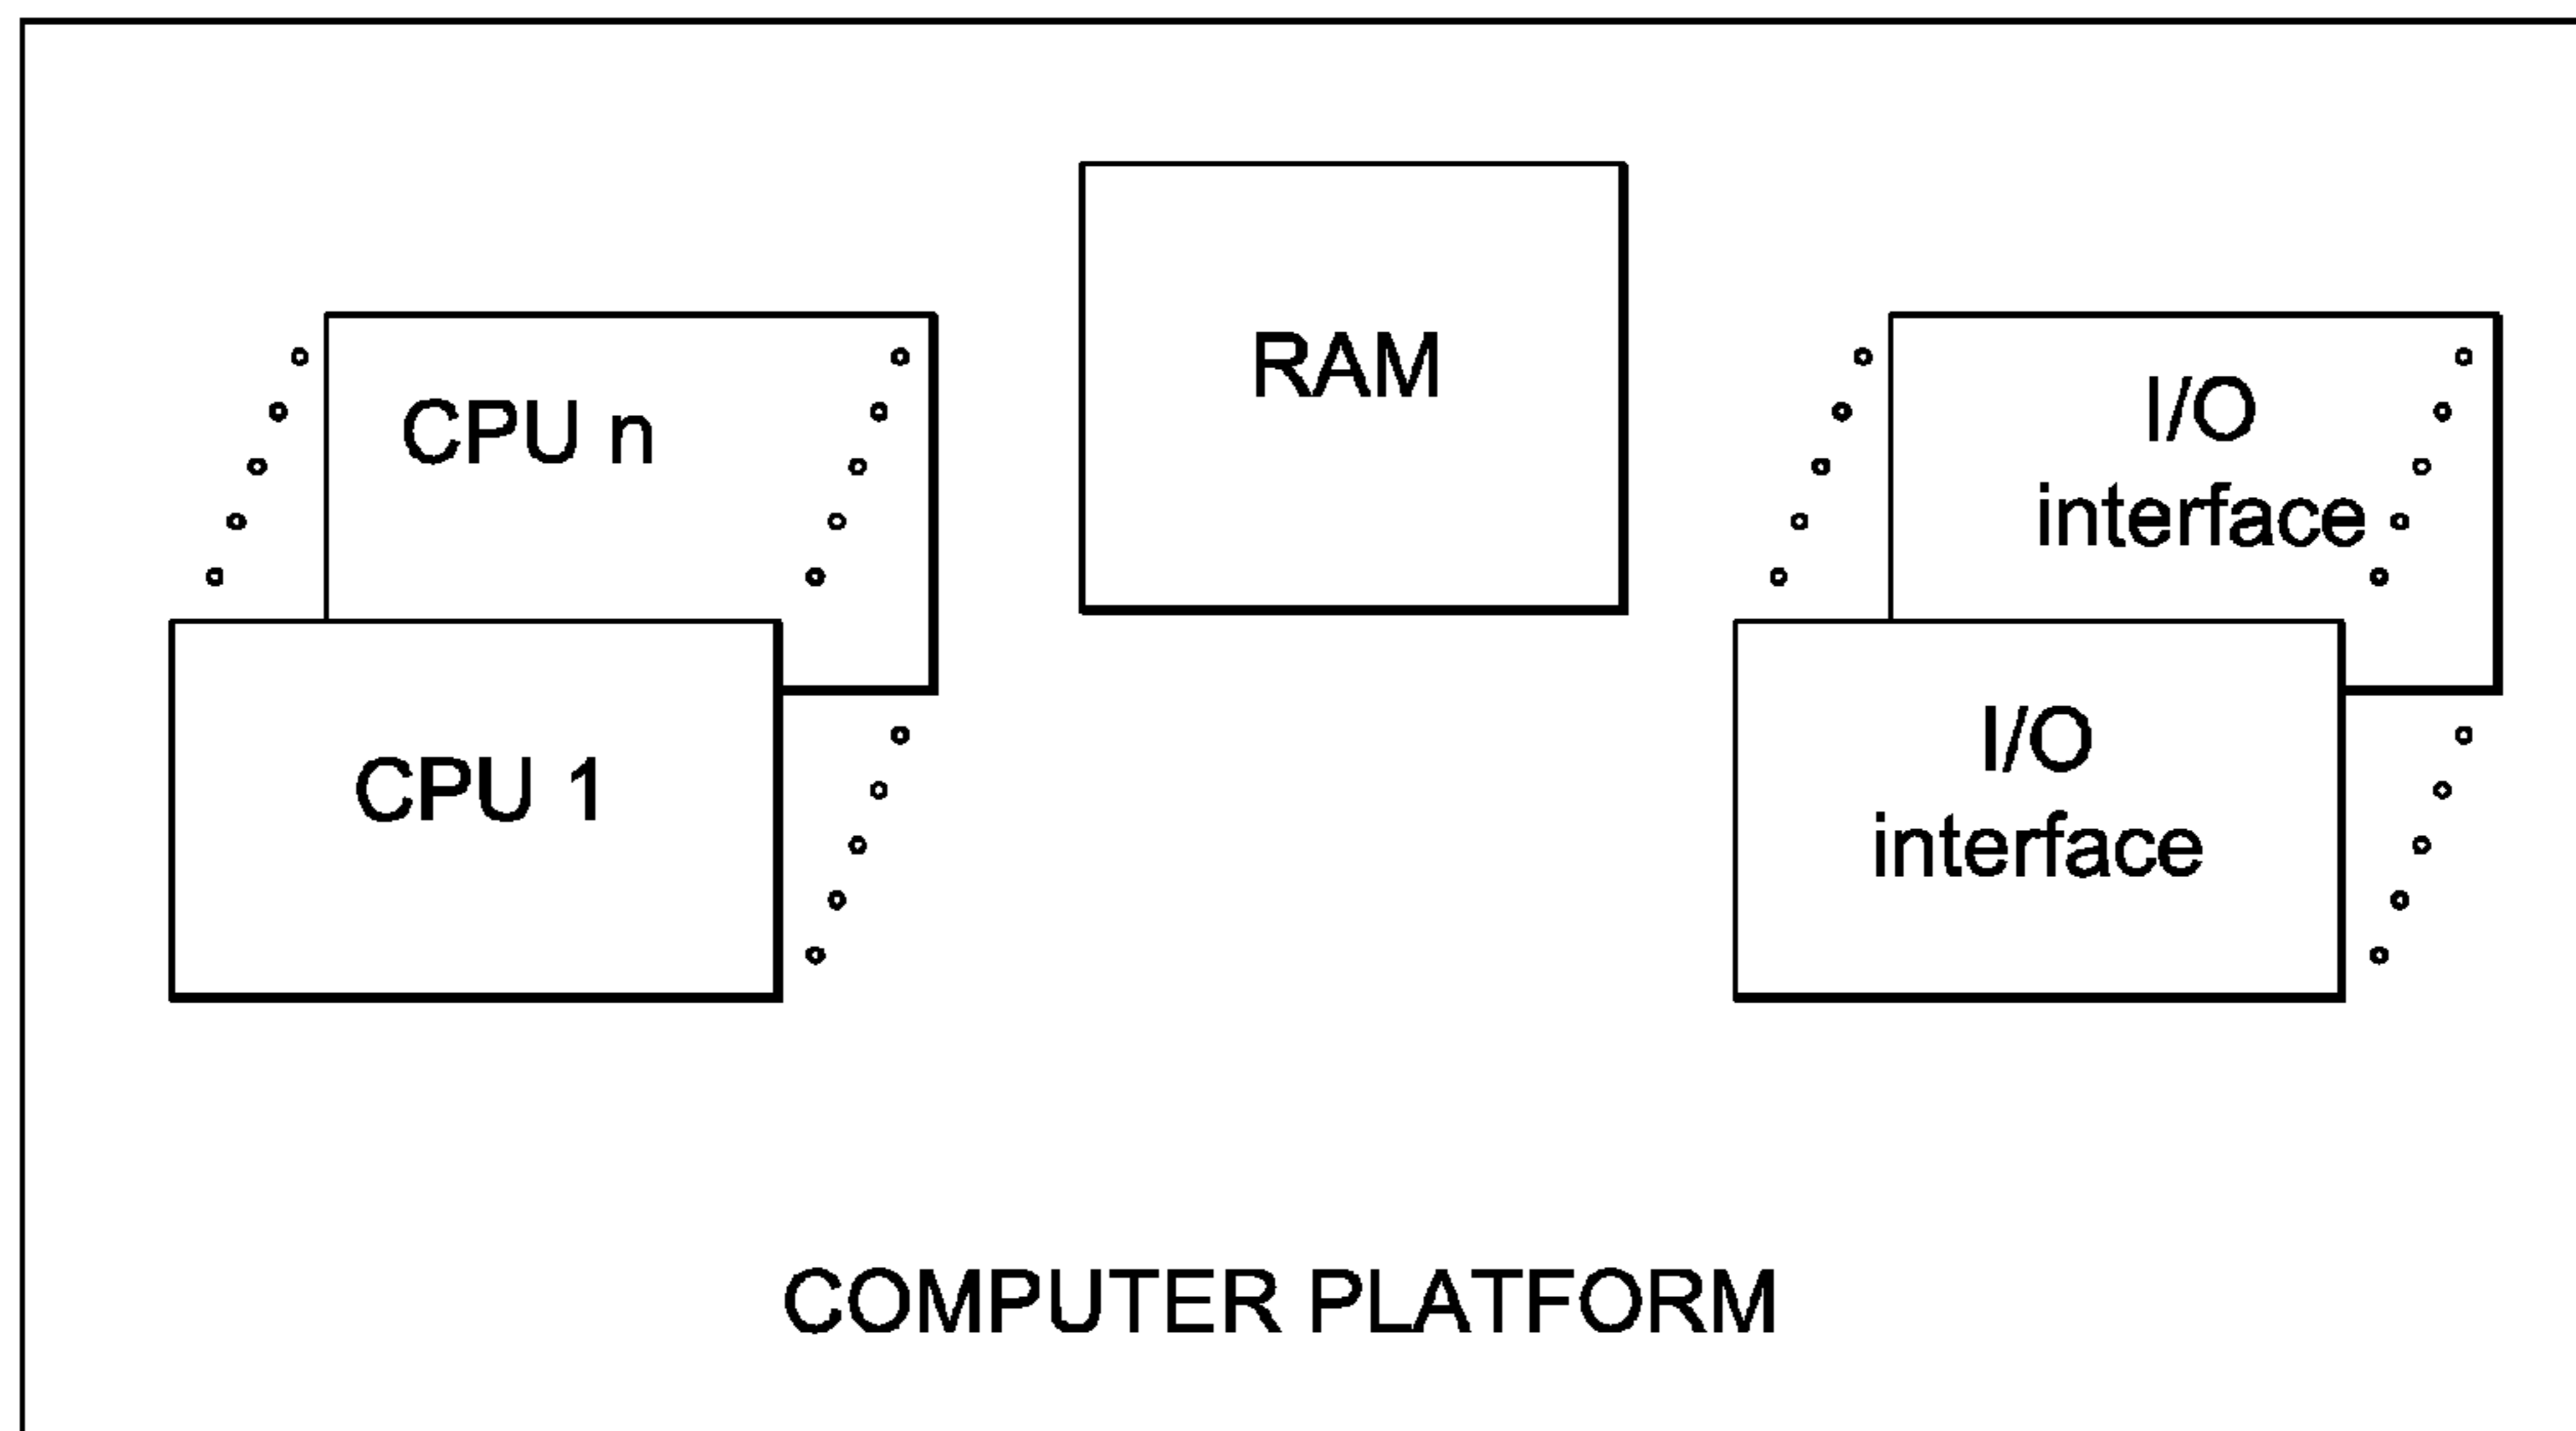 CPU n
CPU 1
RAM
I/O
interface
I/O
interface
COMPUTER PLATFORM